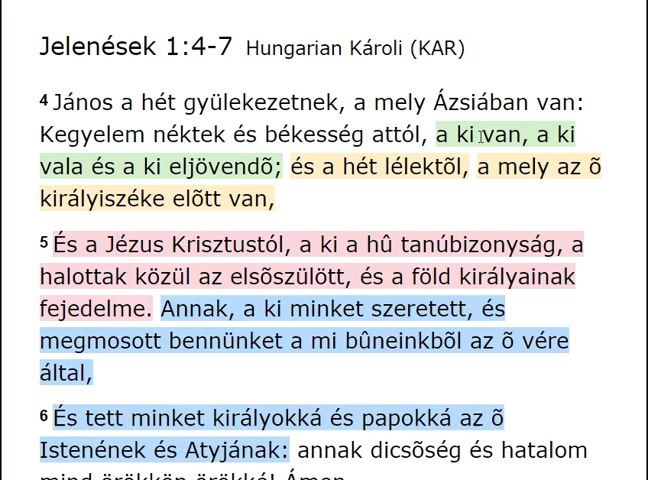 Jelenések 1:4-7 Hungarian Károli (KAR)
4 János a hét gyülekezetnek, a mely Ázsiában van:
Kegyelem néktek és békesség attól, a ki van, a ki
vala és a ki eljövendõ; és a hét lélektõl, a mely az õ
királyiszéke elõtt van,
5 És a Jézus Krisztustól, a ki a hû tanúbizonyság, a
halottak közül az elsõszülött, és a föld királyainak
fejedelme. Annak, a ki minket szeretett, és
megmosott bennünket a mi bûneinkbõl az õ vére
által,
6 És tett minket királyokká és papokká az õ
Istenének és Atyjának: annak dicsõség és hatalom
mind örökkön örökké! Ámen